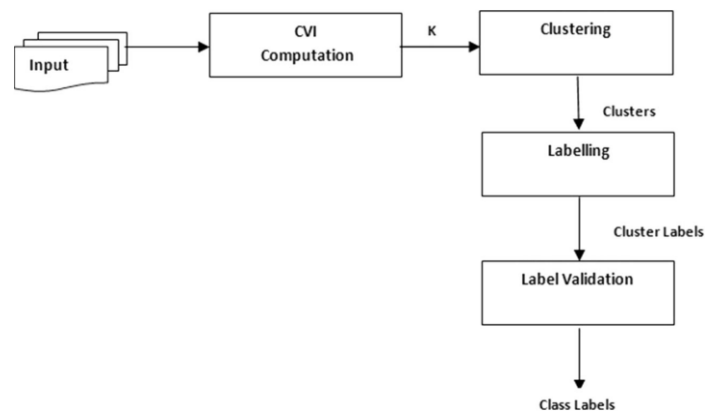 Input
CVI
Computation
K
Clustering
Clusters
Labelling
Cluster Labels
Label Validation
Class Labels